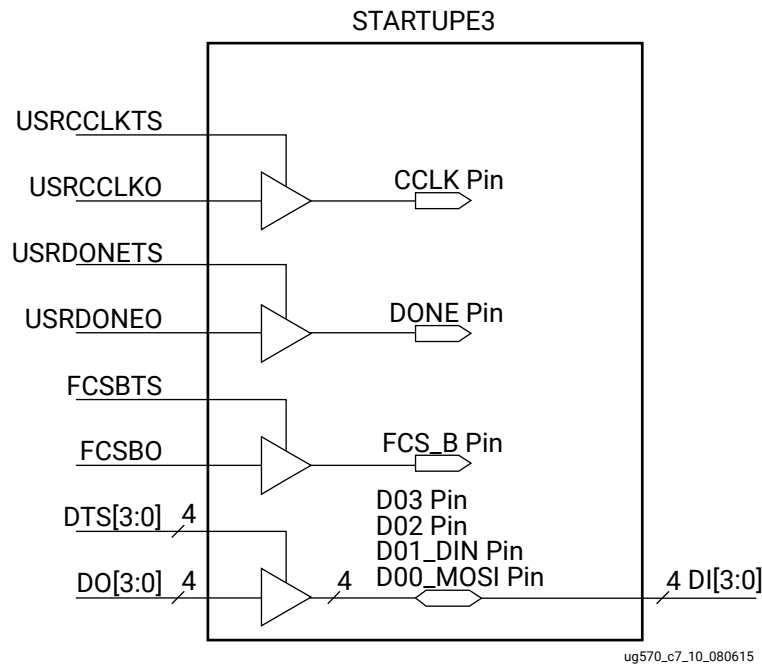 STARTUPE3
USRCCLKTS
USRCCLKO
CCLK Pin
USRDONETS
USRDONEO
DONE Pin
FCSBTS
FCSBO
FCS_B Pin
DTS[3:0] 4
D03 Pin
D02 Pin
D01_DIN Pin
D00_MOSI Pin
DO[3:0] 4
4
4 DI[3:0]
ug570_c7_10_080615